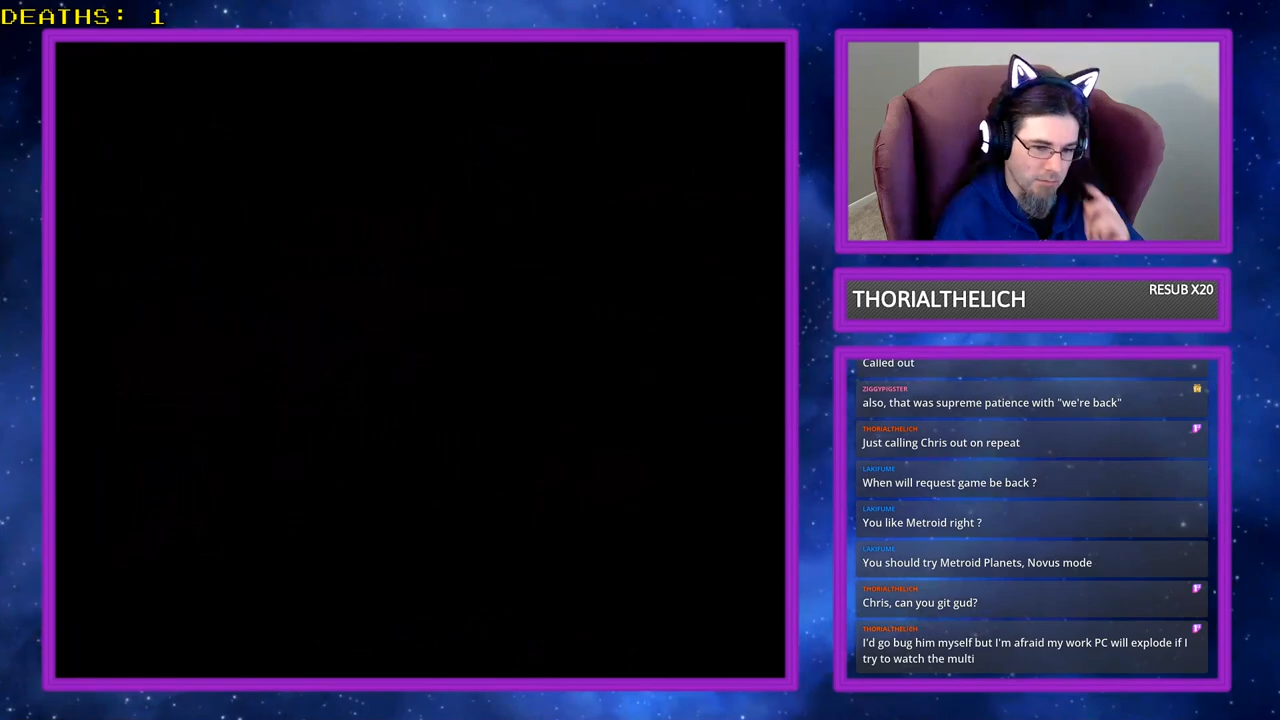 DEATHS: 1
THORIALTHELICH
RESUB X20
Called out
ZIGGYPIGSTER
also, that was supreme patience with "we're back"
THORIALTHELICH
Just calling Chris out on repeat
LAKIFUME
When will request game be back ?
LAKIFUME
You like Metroid right ?
LAKIFUME
You should try Metroid Planets, Novus mode
THORIALTHELICH
Chris, can you git gud?
THORIALTHELICH
I'd go bug him myself but I'm afraid my work PC will explode if I
try to watch the multi